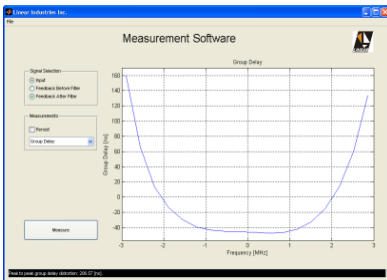 Linear Industries Inc.
File
Measurement Software
Linear
Signal Selection
Input
Feedback Before Filter
Feedback After Filter
Measurements
Persist
Group Delay
Measure
Group Delay
160
140
120
100
80
60
40
20
0
-20
-40
Group Delay [ns]
-3
-2
-1
0
1
2
3
Frequency [MHz]
Peak to peak group delay distortion: 206.57 [ns].